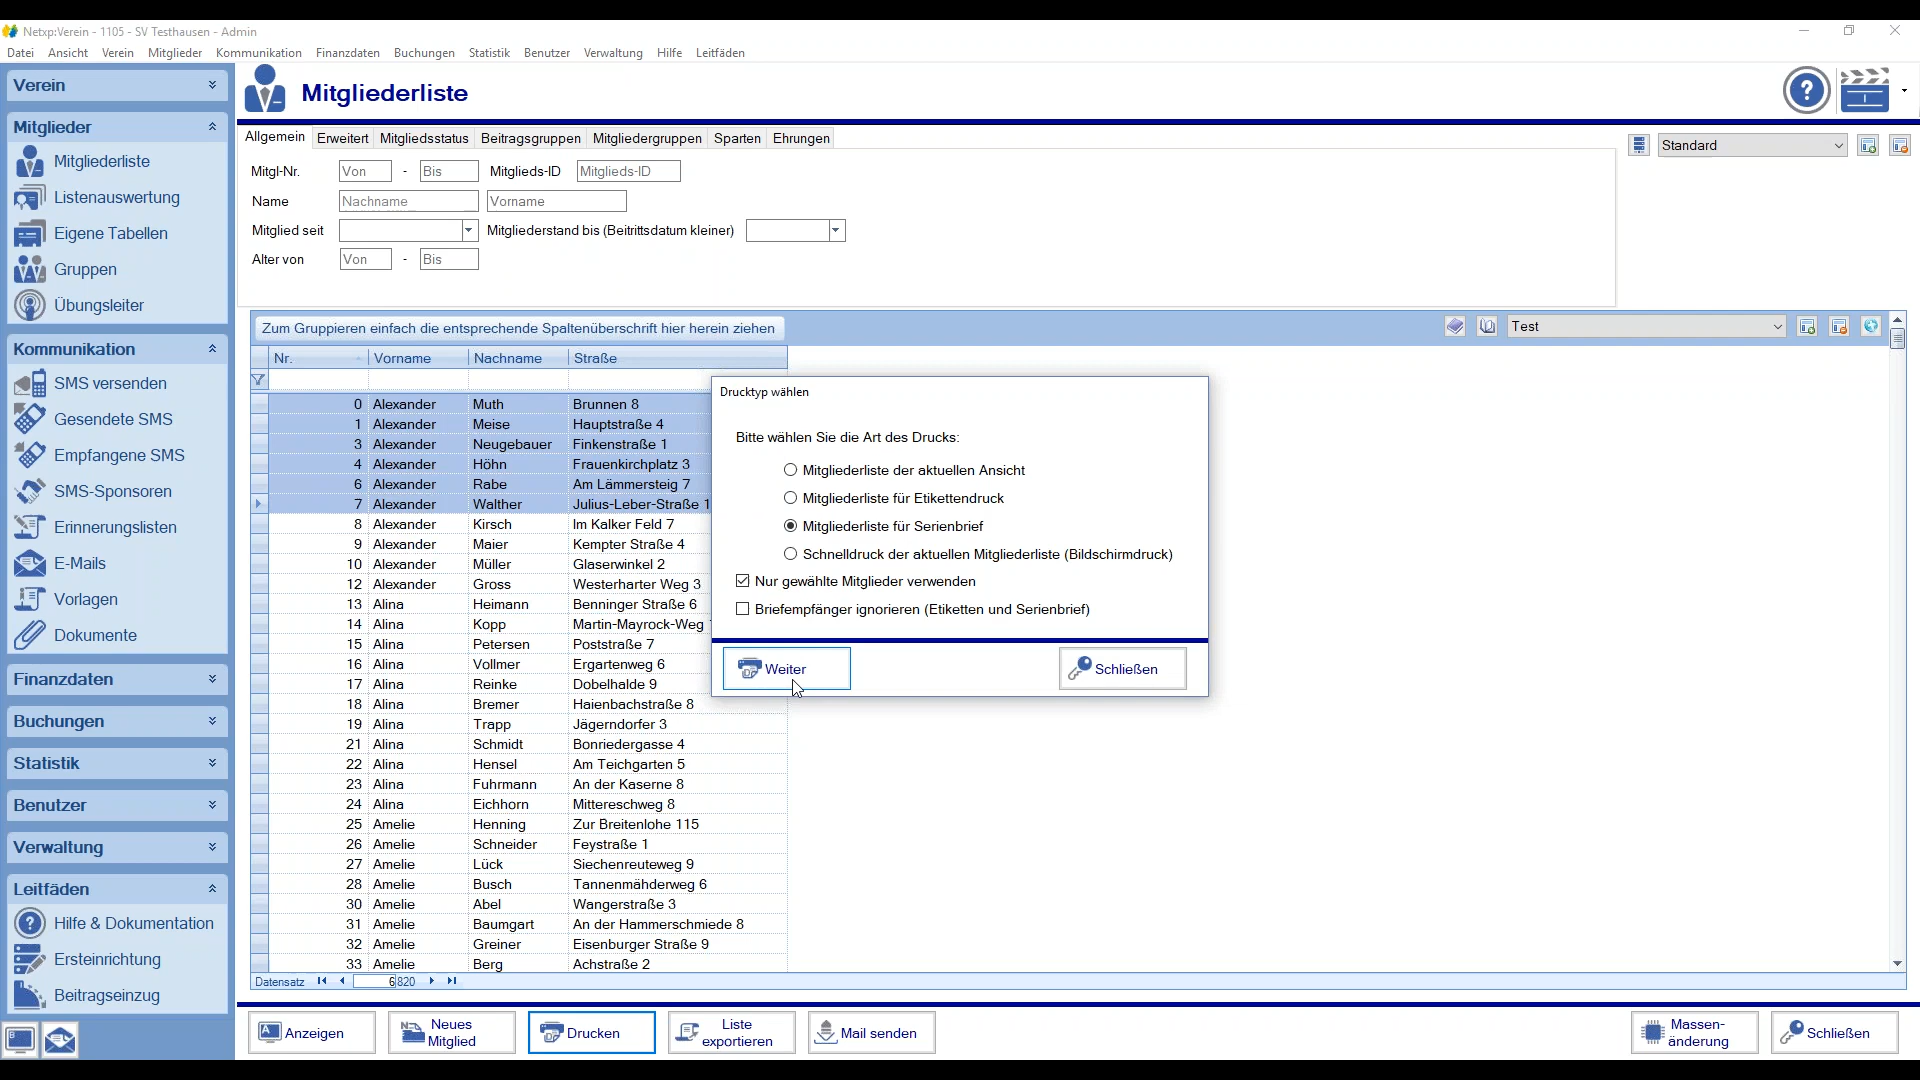 Netxp:Verein - 1105 - SV Testhausen - Admin
Datei Ansicht Verein Mitglieder Kommunikation Finanzdaten Buchungen Statistik Benutzer Verwaltung Hilfe Leitfäden
Verein
Mitglieder
Mitgliederliste
Listenauswertung
Eigene Tabellen
Gruppen
Übungsleiter
Kommunikation
SMS versenden
Gesendete SMS
Empfangene SMS
SMS-Sponsoren
Erinnerungslisten
E-Mails
Vorlagen
Dokumente
Finanzdaten
Buchungen
Statistik
Benutzer
Verwaltung
Leitfäden
Hilfe & Dokumentation
Ersteinrichtung
Beitragseinzug
Mitgliederliste
Allgemein Erweitert Mitgliedsstatus Beitragsgruppen Mitgliedergruppen Sparten Ehrungen
Standard
Mitgl-Nr. Von - Bis Mitglieds-ID Mitglieds-ID
Name Nachname Vorname
Mitglied seit Mitgliederstand bis (Beitrittsdatum kleiner)
Alter von Von - Bis
Zum Gruppieren einfach die entsprechende Spaltenüberschrift hier herein ziehen
Test
Nr. Vorname Nachname Straße
0 Alexander Muth Brunnen 8
1 Alexander Meise Hauptstraße 4
3 Alexander Neugebauer Finkenstraße 1
4 Alexander Höhn Frauenkirchplatz 3
6 Alexander Rabe Am Lämmersteig 7
7 Alexander Walther Julius-Leber-Straße 1
8 Alexander Kirsch Im Kalker Feld 7
9 Alexander Maier Kempter Straße 4
10 Alexander Müller Glaserwinkel 2
12 Alexander Gross Westerharter Weg 3
13 Alina Heimann Benninger Straße 6
14 Alina Kopp Martin-Mayrock-Weg
15 Alina Petersen Poststraße 7
16 Alina Vollmer Ergartenweg 6
17 Alina Reinke Dobelhalde 9
18 Alina Bremer Haienbachstraße 8
19 Alina Trapp Jägerndorfer 3
21 Alina Schmidt Bonriedergasse 4
22 Alina Hensel Am Teichgarten 5
23 Alina Fuhrmann An der Kaserne 8
24 Alina Eichhorn Mittereschweg 8
25 Amelie Henning Zur Breitenlohe 115
26 Amelie Schneider Feystraße 1
27 Amelie Lück Siechenreuteweg 9
28 Amelie Busch Tannenmähderweg 6
30 Amelie Abel Wangerstraße 3
31 Amelie Baumgart An der Hammerschmiede 8
32 Amelie Greiner Eisenburger Straße 9
33 Amelie Berg Achstraße 2
Datensatz 6 820
Drucktyp wählen
Bitte wählen Sie die Art des Drucks:
Mitgliederliste der aktuellen Ansicht
Mitgliederliste für Etikettendruck
Mitgliederliste für Serienbrief
Schnelldruck der aktuellen Mitgliederliste (Bildschirmdruck)
Nur gewählte Mitglieder verwenden
Briefempfänger ignorieren (Etiketten und Serienbrief)
Weiter Schließen
Anzeigen
Neues
Mitglied
Drucken
Liste
exportieren
Mail senden
Massen-
änderung
Schließen